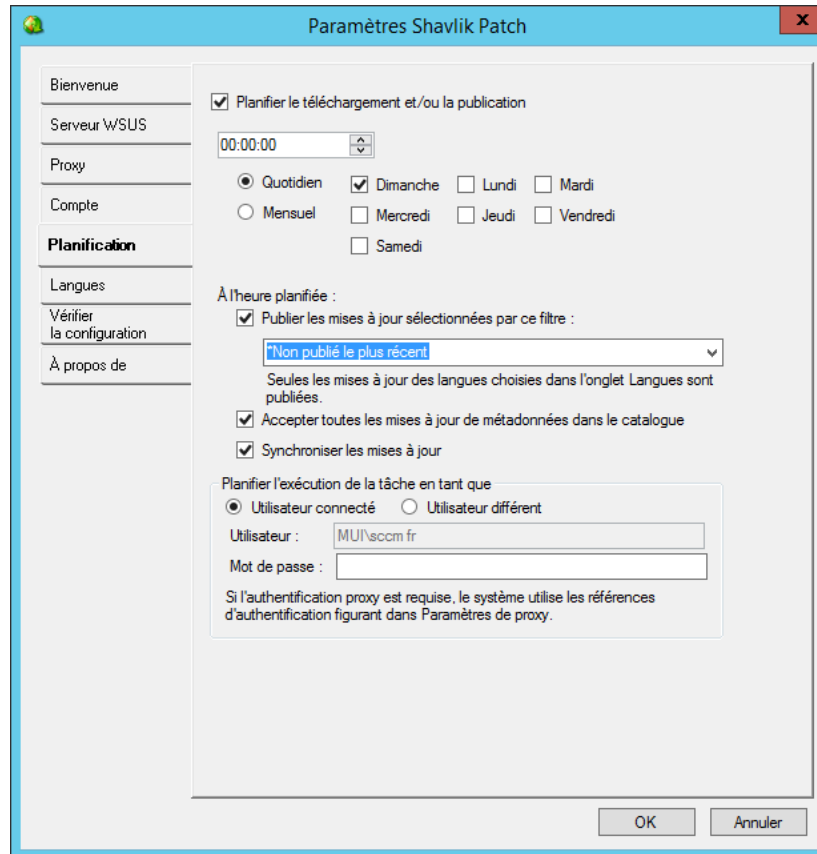 Paramètres Shavlik Patch
x
Bienvenue
Serveur WSUS
Proxy
Compte
Planification
Langues
Vérifier
la configuration
À propos de
Planifier le téléchargement et/ou la publication
00:00:00
Quotidien Dimanche Lundi Mardi
Mensuel Mercredi Jeudi Vendredi
Samedi
À l'heure planifiée :
Publier les mises à jour sélectionnées par ce filtre :
*Non publié le plus récent
Seules les mises à jour des langues choisies dans l'onglet Langues sont
publiées.
Accepter toutes les mises à jour de métadonnées dans le catalogue
Synchroniser les mises à jour
Planifier l'exécution de la tâche en tant que
Utilisateur connecté Utilisateur différent
Utilisateur : MUI\sccm fr
Mot de passe :
Si l'authentification proxy est requise, le système utilise les références
d'authentification figurant dans Paramètres de proxy.
OK Annuler